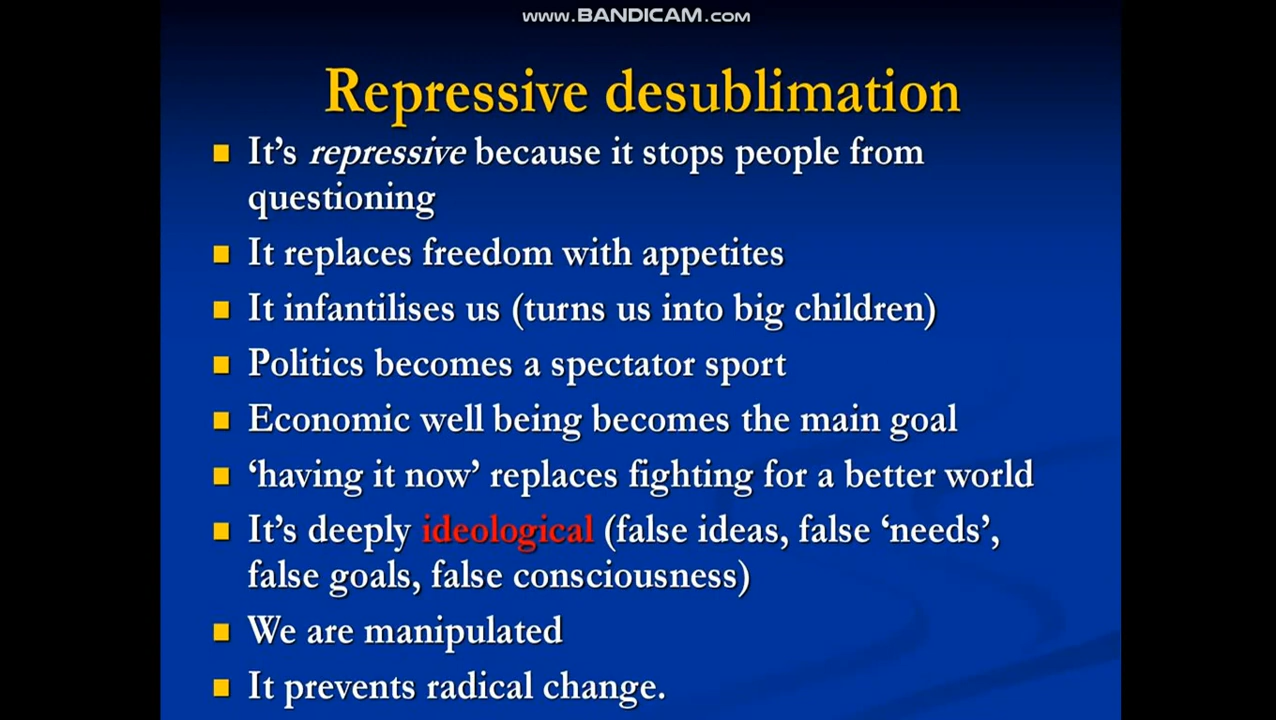 www.BANDICAM.com
Repressive desublimation
It's repressive because it stops people from
questioning
It replaces freedom with appetites
It infantilises us (turns us into big children)
Politics becomes a spectator sport
Economic well being becomes the main goal
‘having it now’ replaces fighting for a better world
It's deeply ideological (false ideas, false ‘needs’,
false goals, false consciousness)
We are manipulated
It prevents radical change.